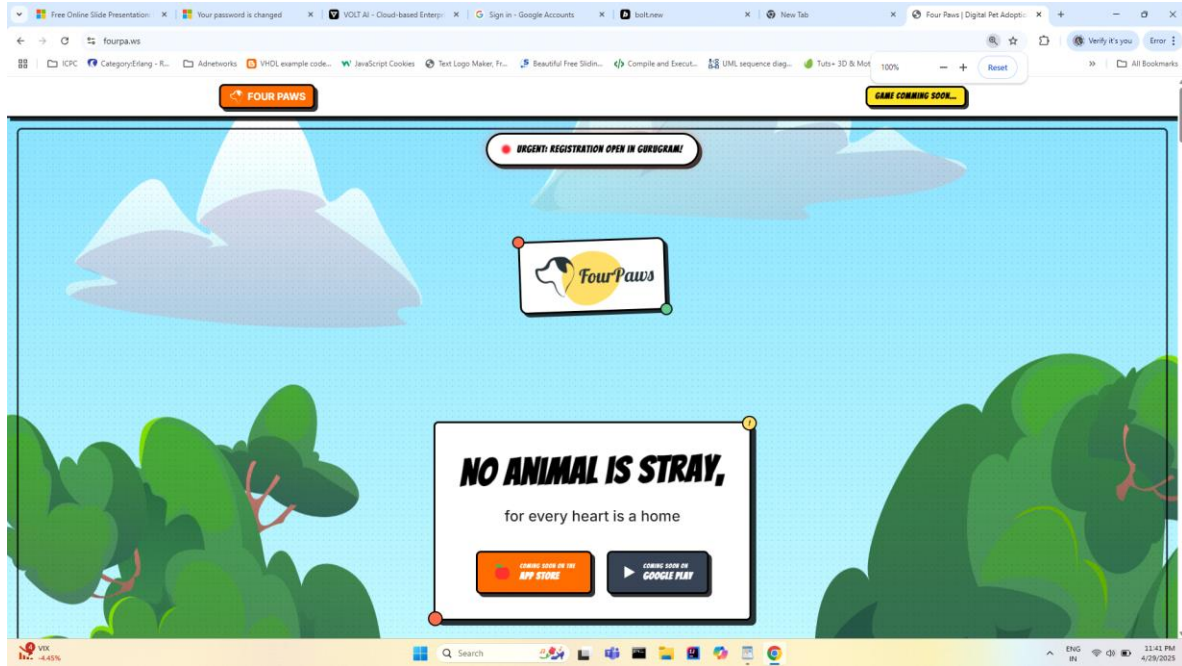 Free Online Slide Presentation
Your password is changed
VOLT AI - Cloud-based Enterpr
Sign in - Google Accounts
bolt.new
New Tab
Four Paws | Digital Pet Adoptio
fourpa.ws
Verify it's you
Error
ICPC
Category:Erlang - R...
Adnetworks
VHDL example code...
JavaScript Cookies
Text Logo Maker, Fr...
Beautiful Free Slidin...
Compile and Execut...
UML sequence diag...
Tuts+ 3D & Mot
All Bookmarks
100%
Reset
FOUR PAWS
GAME COMMING SOON...
URGENT: REGISTRATION OPEN IN GURUGRAM!
FourPaws
!
NO ANIMAL IS STRAY,
for every heart is a home
COMING SOON ON THE
APP STORE
COMING SOON ON
GOOGLE PLAY
4
VIX
-4.45%
Search
ENG
IN
11:41 PM
4/29/2025